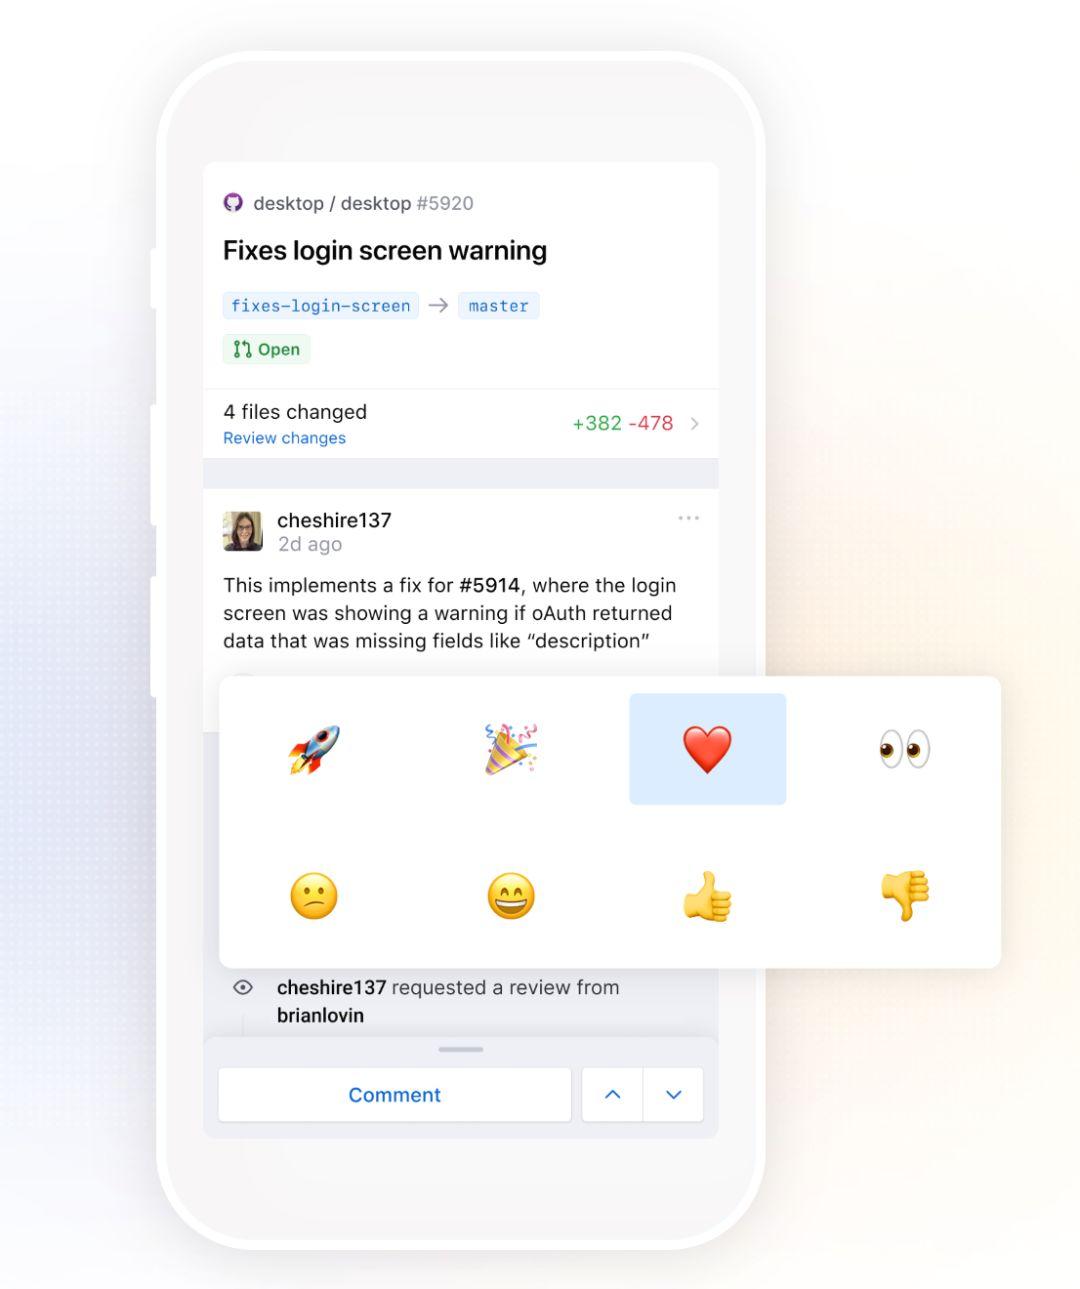 desktop / desktop #5920
Fixes login screen warning
fixes-login-screen → master
Open
4 files changed
+382 -478
Review changes
cheshire137
2d ago
This implements a fix for #5914, where the login
screen was showing a warning if oAuth returned
data that was missing fields like “description”
cheshire137 requested a review from
brianlovin
Comment